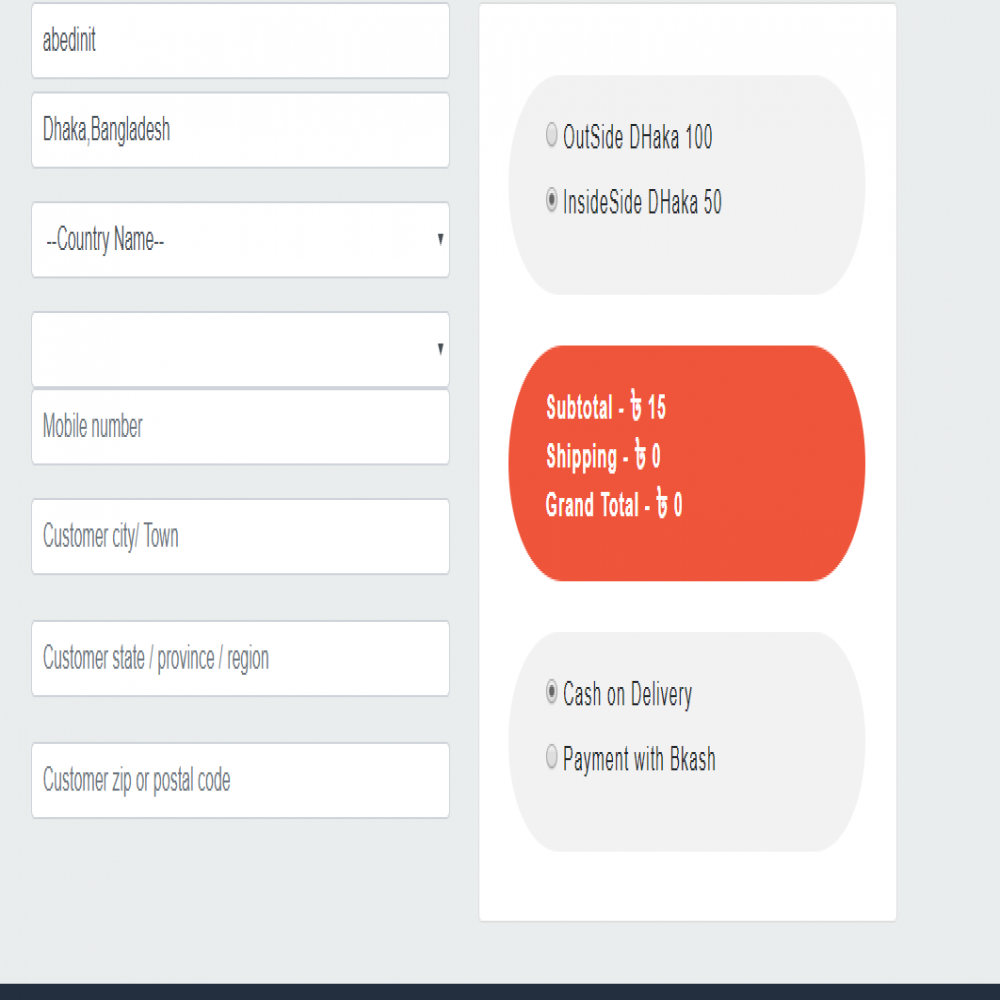 abedinit
Dhaka,Bangladesh
--Country Name--
Mobile number
Customer city/ Town
Customer state / province / region
Customer zip or postal code
OutSide DHaka 100
InsideSide DHaka 50
Subtotal - ৳ 15
Shipping - ৳ 0
Grand Total - ৳ 0
Cash on Delivery
Payment with Bkash